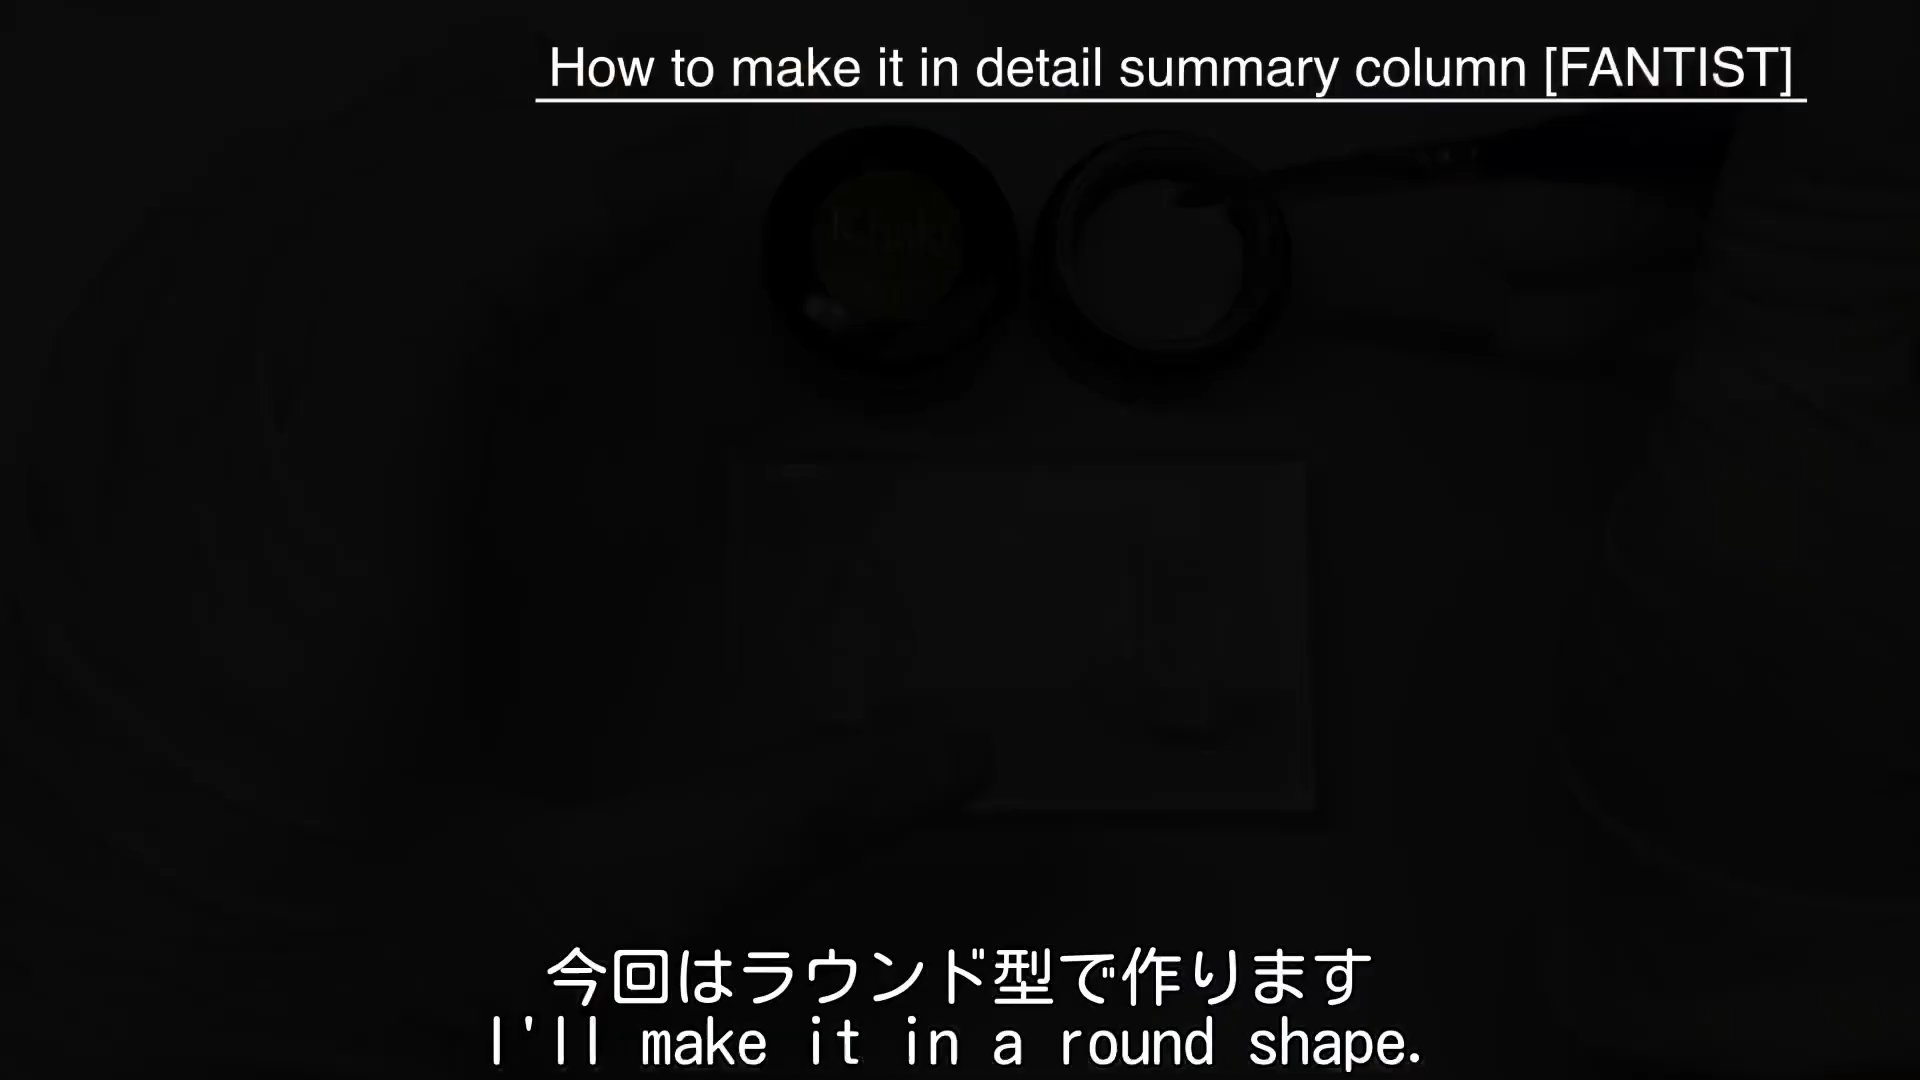 How to make it in detail summary column [FANTIST]
Khaki
今回はラウンド型で作ります
I'll make it in a round shape.